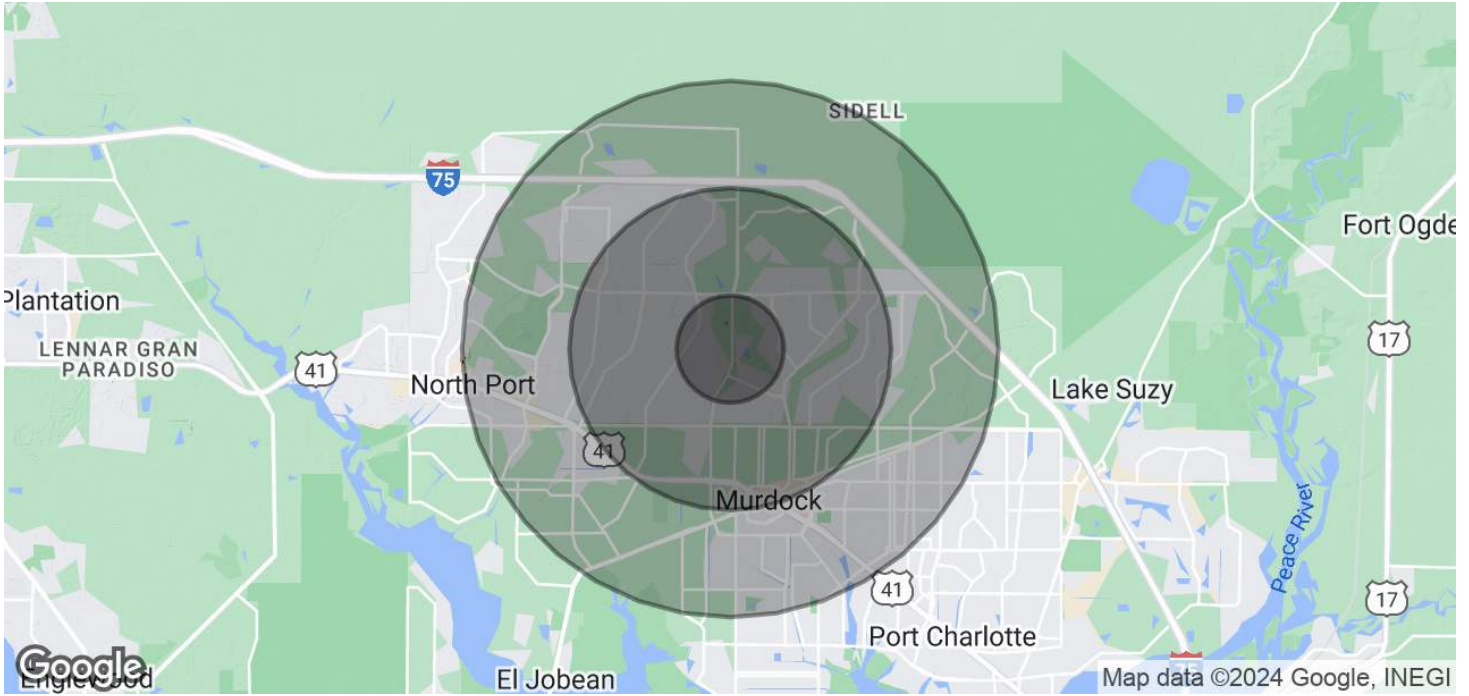 SIDELL
75
Fort Ogde
Plantation
17
LENNAR GRAN
PARADISO
41
North Port
Lake Suzy
41
Murdock
Peace River
41
17
Port Charlotte
75
Google
Englewood
El Jobean
Map data ©2024 Google, INEGI